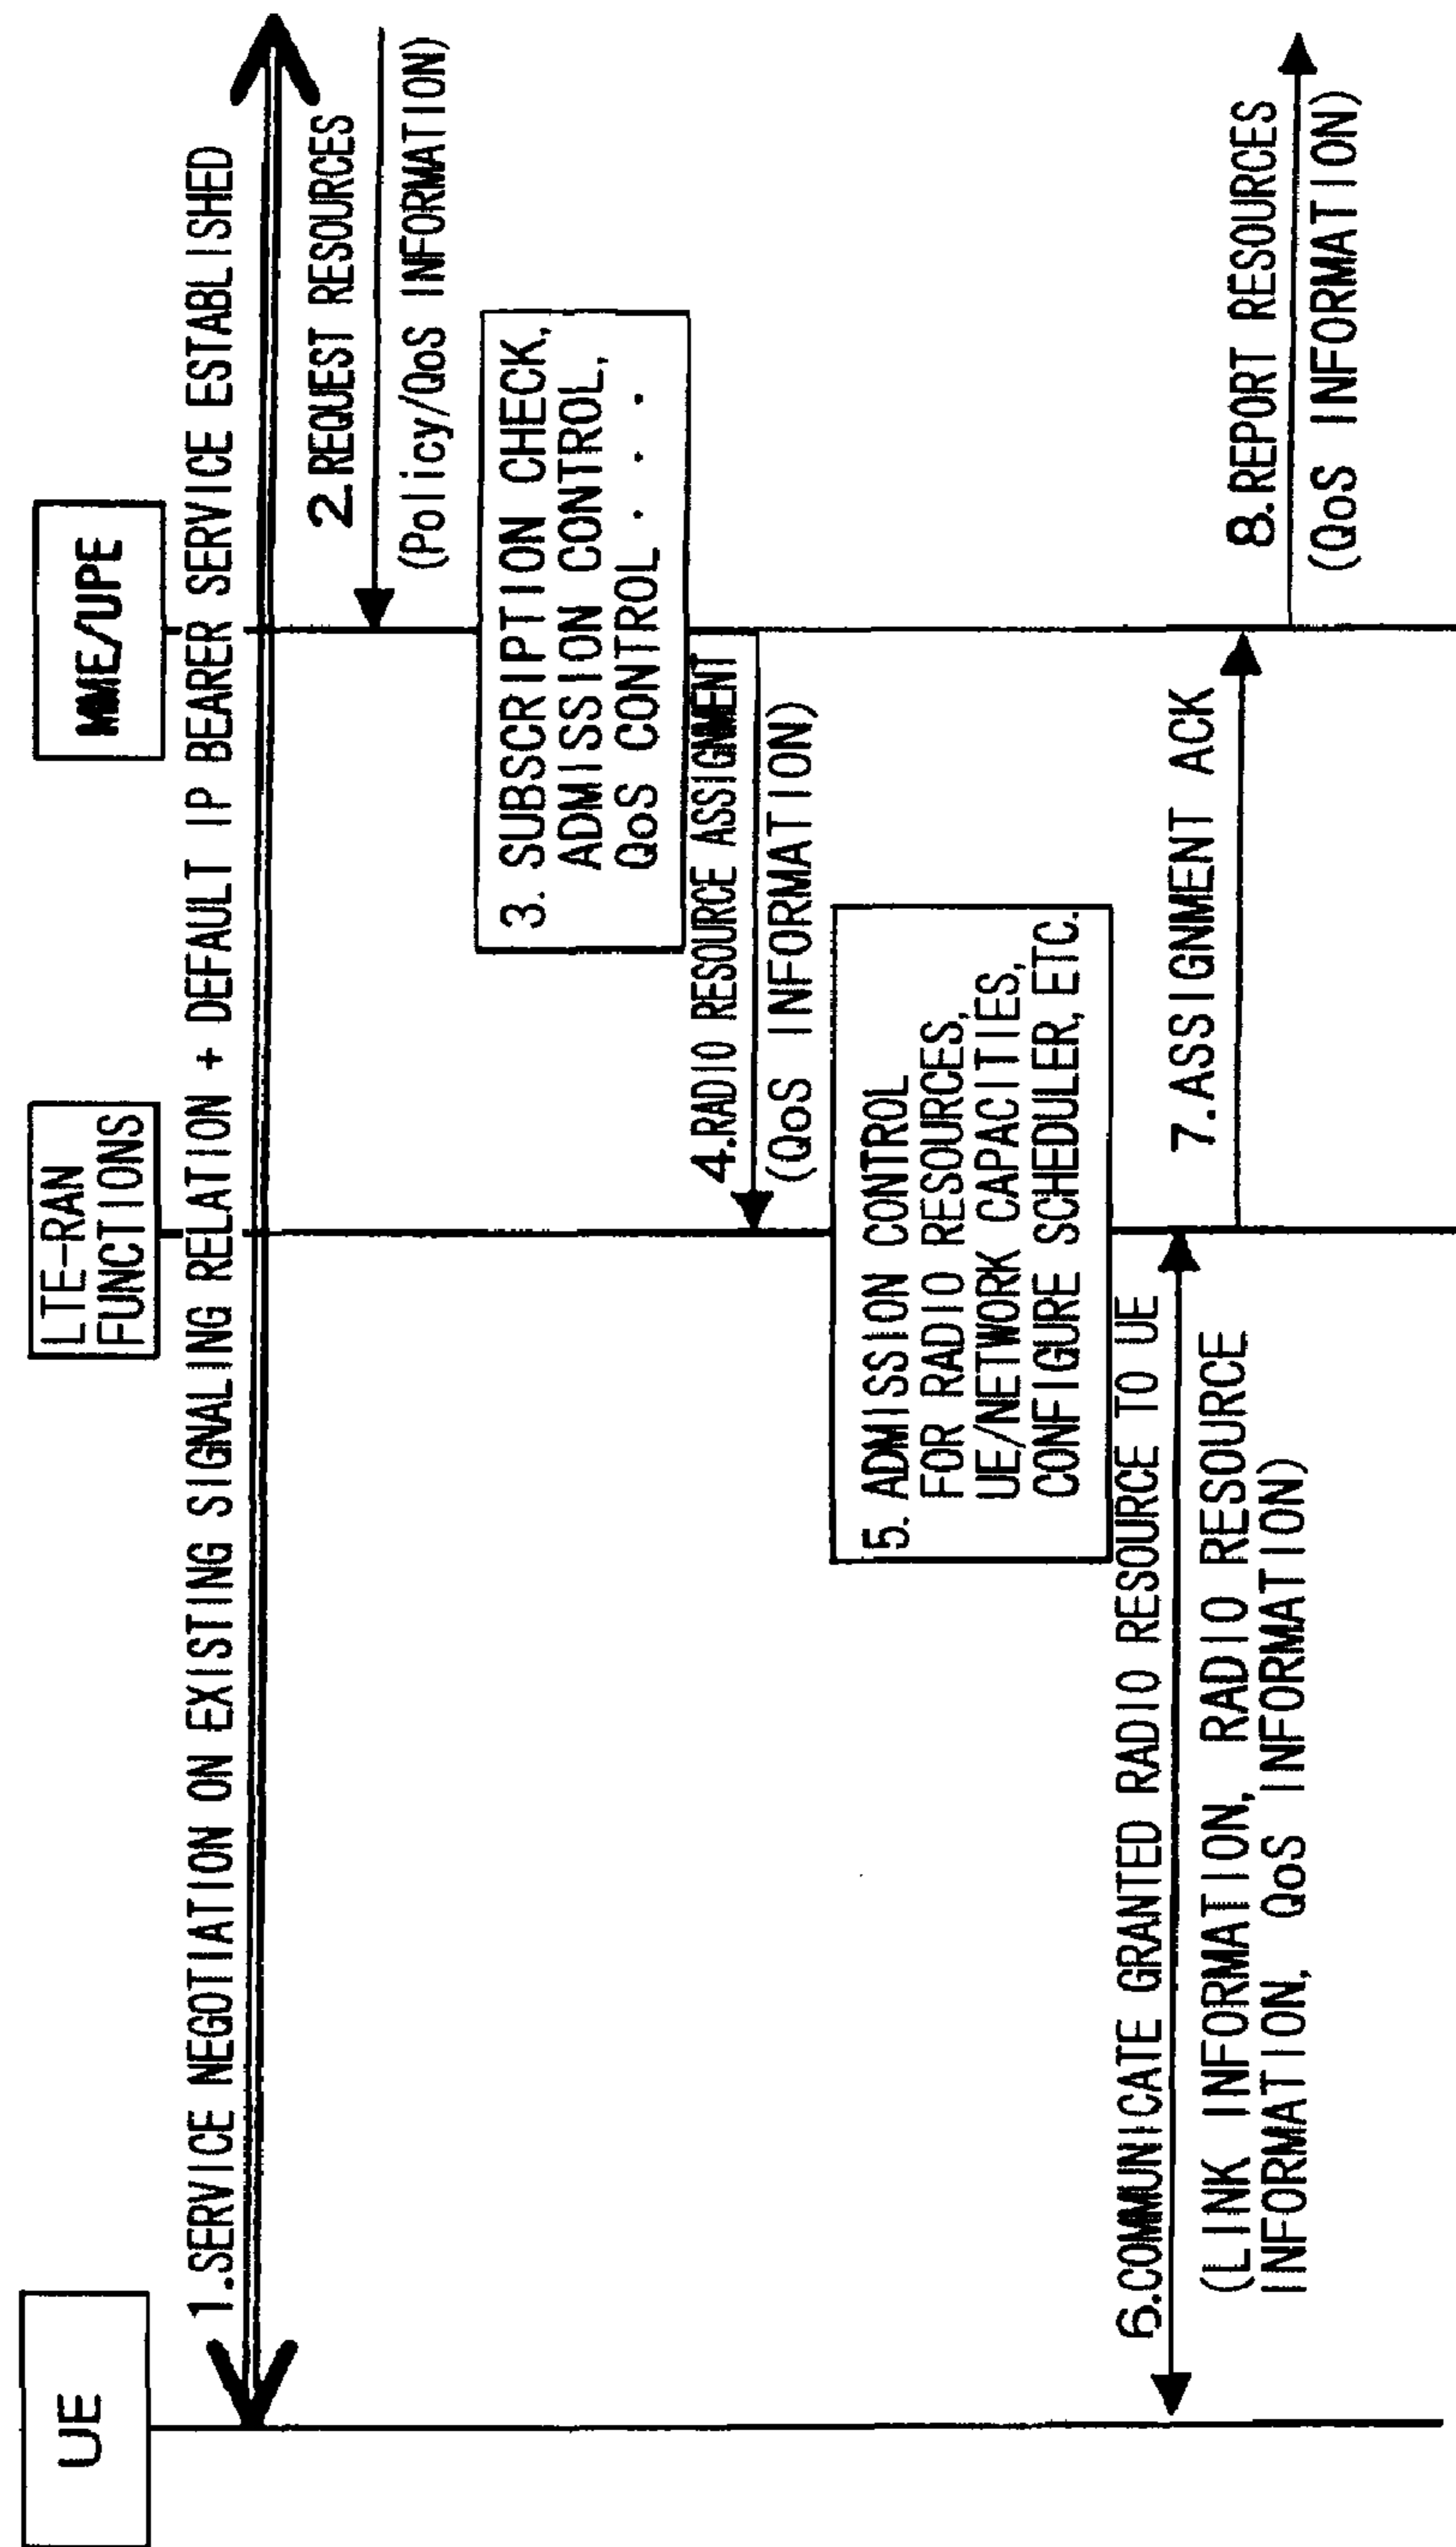 UE
LTE-RAN
FUNCTIONS
MME/UPE
1.SERVICE NEGOTIATION ON EXISTING SIGNALING RELATION + DEFAULT IP BEARER SERVICE ESTABLISHED
2.REQUEST RESOURCES
(Policy/QoS INFORMATION)
3. SUBSCRIPTION CHECK,
ADMISSION CONTROL,
QoS CONTROL . . .
4.RADIO RESOURCE ASSIGNMENT
(QoS INFORMATION)
5. ADMISSION CONTROL
FOR RADIO RESOURCES,
UE/NETWORK CAPACITIES,
CONFIGURE SCHEDULER, ETC.
6.COMMUNICATE GRANTED RADIO RESOURCE TO UE
(LINK INFORMATION, RADIO RESOURCE
INFORMATION, QoS INFORMATION)
7.ASSIGNMENT ACK
8.REPORT RESOURCES
(QoS INFORMATION)